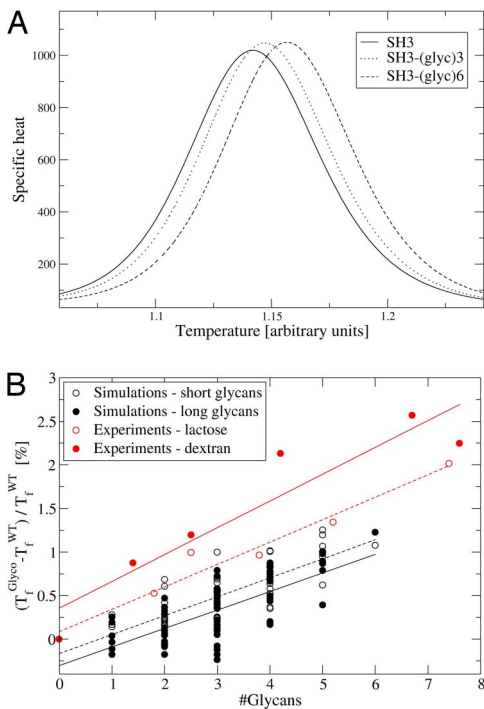 A
SH3
SH3-(glyc)3
SH3-(glyc)6
Specific heat
1000
800
600
400
200
1.1
1.15
1.2
Temperature [arbitrary units]
B
Simulations - short glycans
Simulations - long glycans
Experiments - lactose
Experiments - dextran
(T_f^Glyco-T_f^WT) / T_f^WT [%]
3
2.5
2
1.5
1
0.5
0
0 1 2 3 4 5 6 7 8
#Glycans